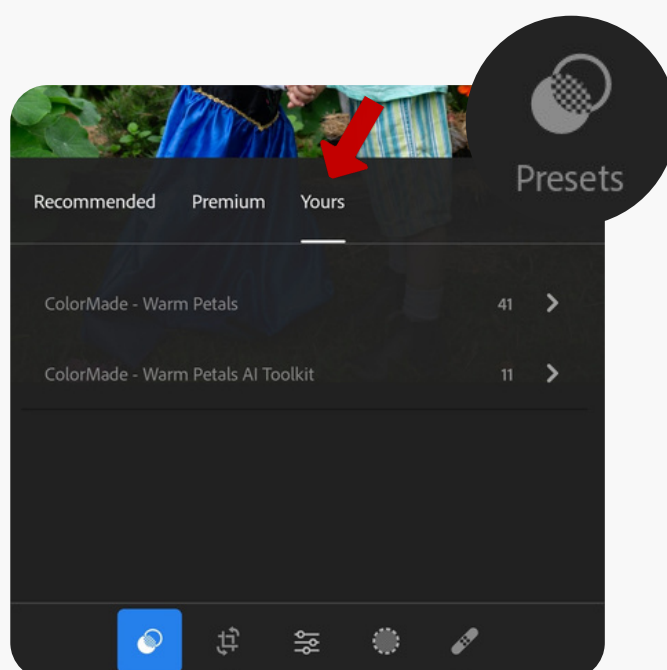 Presets
Recommended Premium Yours
ColorMade - Warm Petals 41
ColorMade - Warm Petals AI Toolkit 11